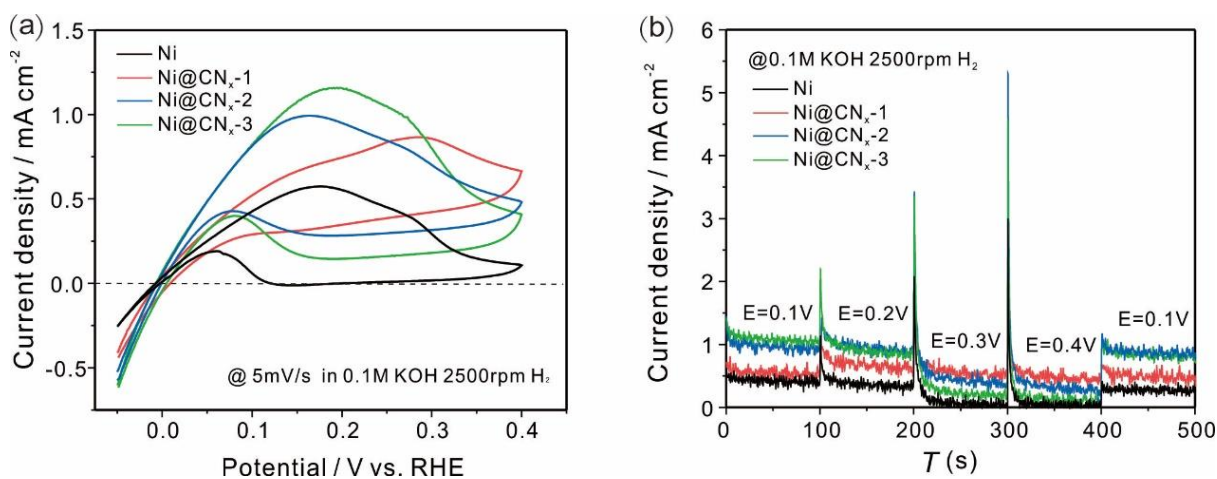 (a)
1.5
1.0
0.5
0.0
-0.5
Current density / mA cm⁻²
Ni
Ni@CNₓ-1
Ni@CNₓ-2
Ni@CNₓ-3
@ 5mV/s in 0.1M KOH 2500rpm H₂
0.0 0.1 0.2 0.3 0.4
Potential / V vs. RHE
(b)
6
5
4
3
2
1
0
Current density / mA cm⁻²
@0.1M KOH 2500rpm H₂
Ni
Ni@CNₓ-1
Ni@CNₓ-2
Ni@CNₓ-3
E=0.1V
E=0.2V
E=0.3V
E=0.4V
E=0.1V
0 100 200 300 400 500
T (s)